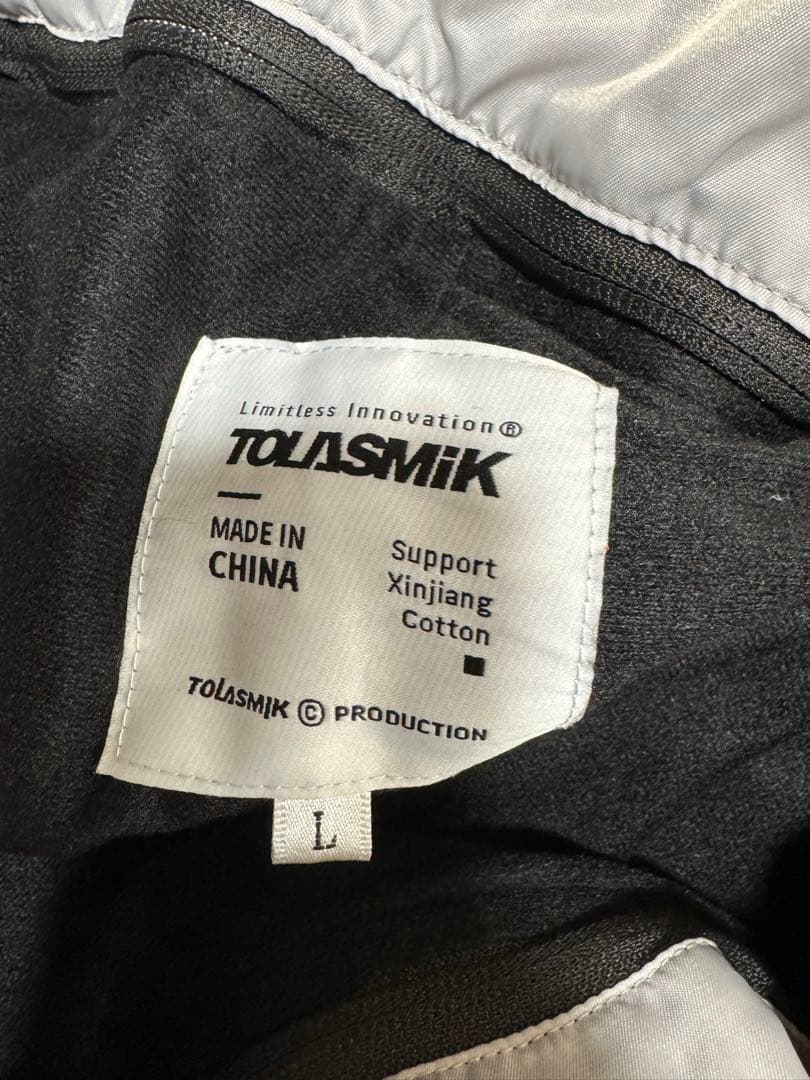 Limitless Innovation®
TOLASMiK
MADE IN
CHINA
Support
Xinjiang
Cotton
TOLASMIK © PRODUCTION
L